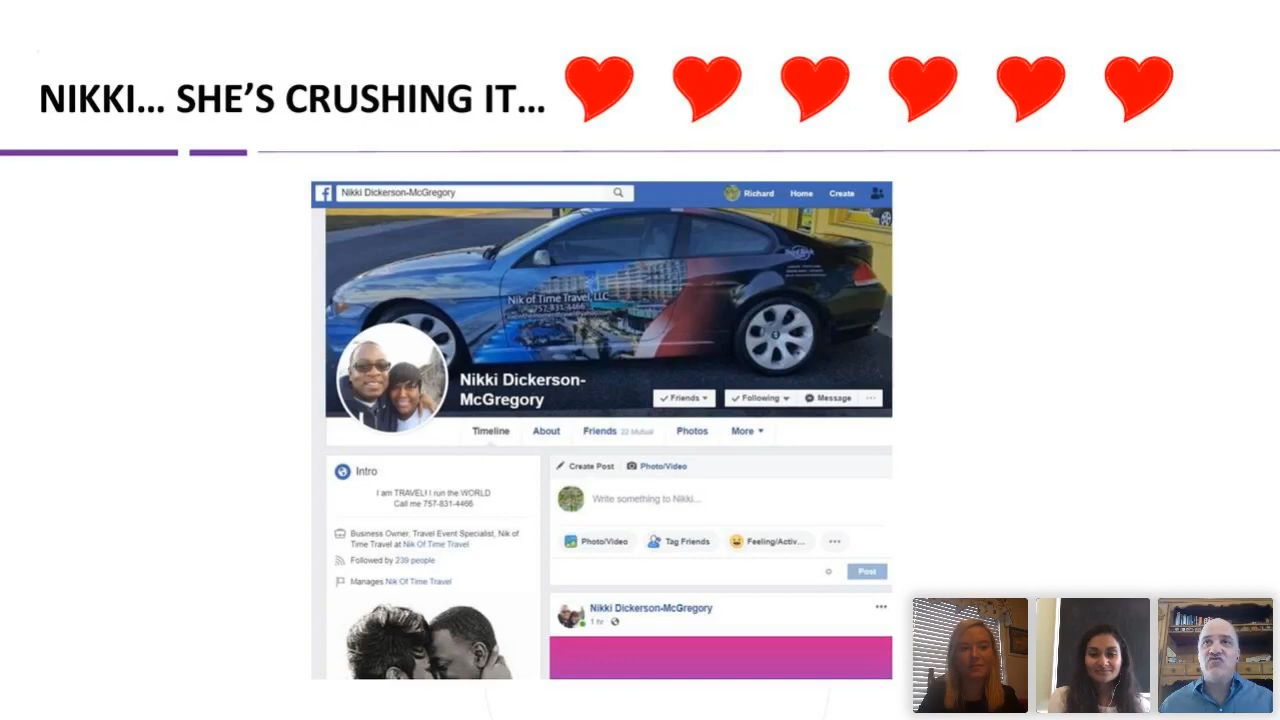 NIKKI... SHE'S CRUSHING IT...
Nikki Dickerson-McGregory
Richard Home Create
Nik of Time Travel, LLC
757-831-4466
Nikki Dickerson-
McGregory
Friends Following Message ...
Timeline About Friends 22 Mutual Photos More
Intro
I am TRAVEL! I run the WORLD
Call me 757-831-4466
Business Owner, Travel Event Specialist, Nik of
Time Travel at Nik Of Time Travel
Followed by 239 people
Manages Nik Of Time Travel
Create Post Photo/Video
Write something to Nikki...
Photo/Video Tag Friends Feeling/Activ... ...
Post
Nikki Dickerson-McGregory ...
1 hr